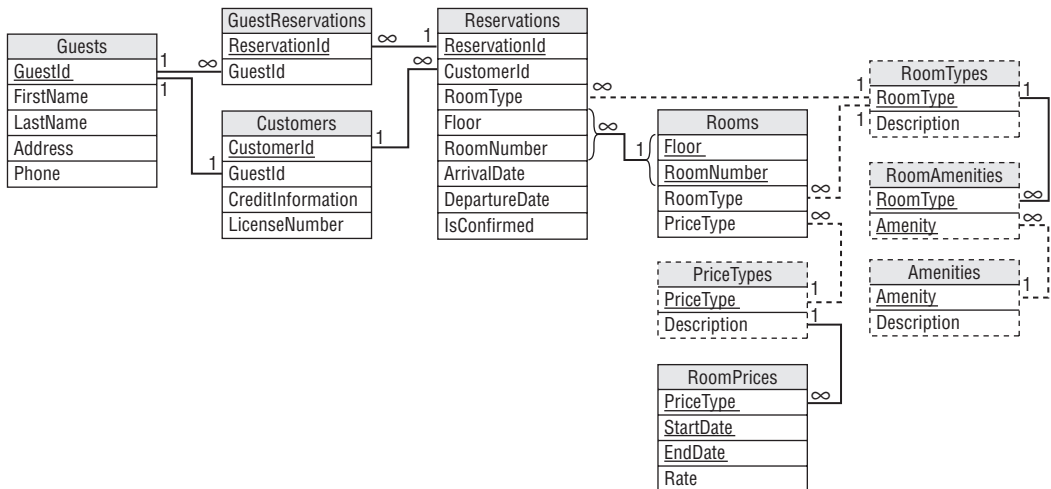 Guests
GuestId
FirstName
LastName
Address
Phone
1
1
∞
GuestReservations
ReservationId
GuestId
∞
1
1
Customers
CustomerId
GuestId
CreditInformation
LicenseNumber
1
∞
Reservations
ReservationId
CustomerId
RoomType
Floor
RoomNumber
ArrivalDate
DepartureDate
IsConfirmed
∞
∞
1
Rooms
Floor
RoomNumber
RoomType
PriceType
∞
∞
PriceTypes
PriceType
Description
1
1
RoomPrices
PriceType
StartDate
EndDate
Rate
∞
1
1
RoomTypes
RoomType
Description
1
RoomAmenities
RoomType
Amenity
∞
∞
Amenities
Amenity
Description
1